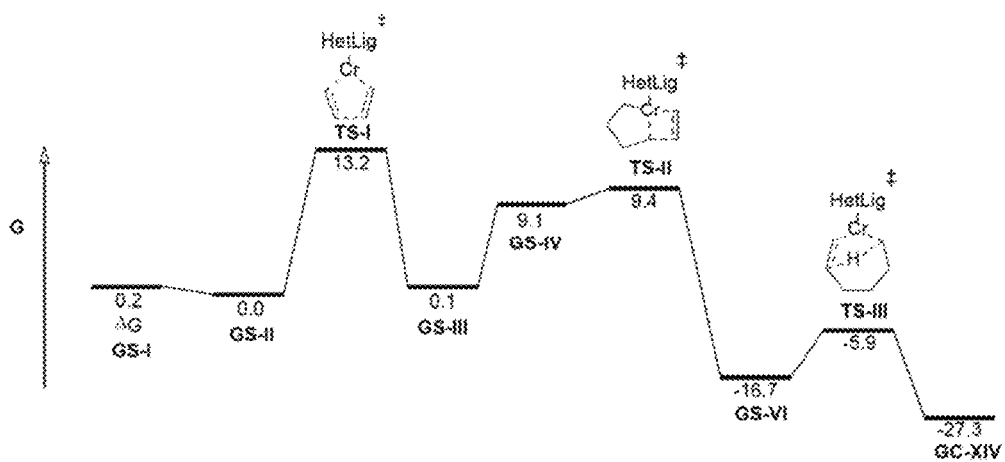 HetLig
‡
Cr
TS-I
13.2
HetLig
‡
Cr
TS-II
9.4
G
9.1
GS-IV
HetLig
‡
Cr
H
TS-III
-5.9
0.2
ΔG
GS-I
0.0
GS-II
0.1
GS-III
-16.7
GS-VI
-27.3
GC-XIV